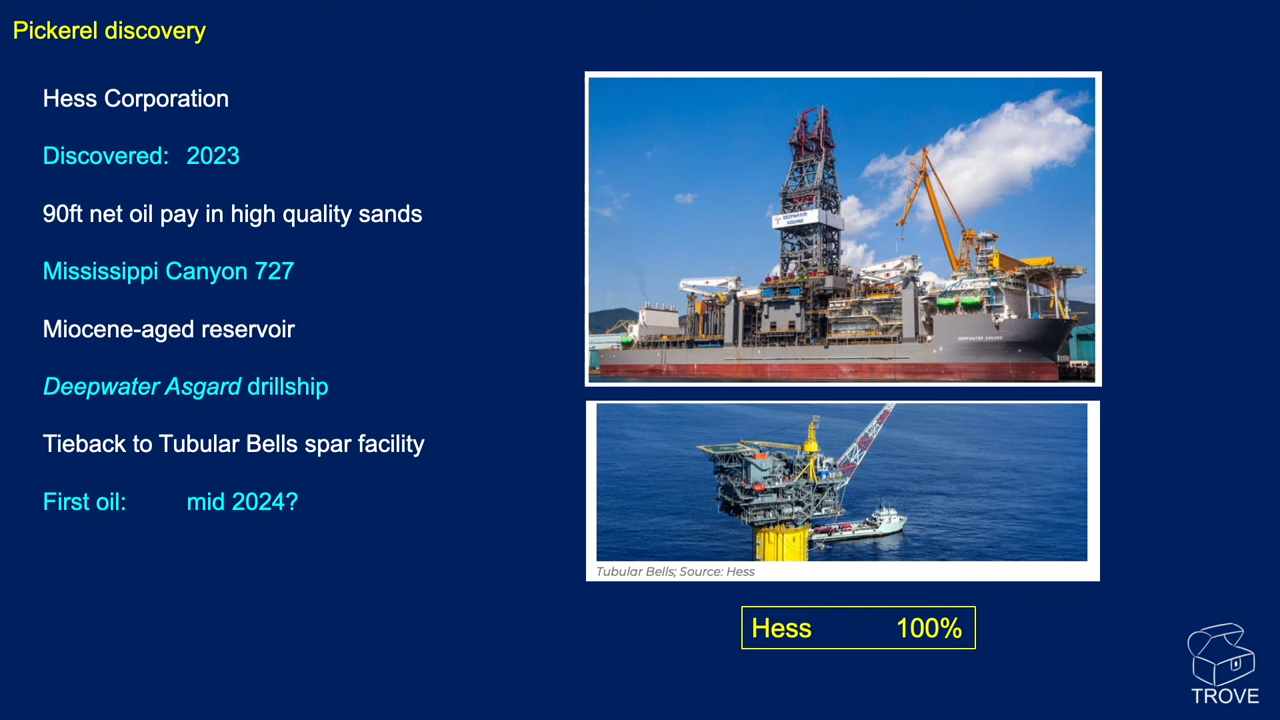 Pickerel discovery
Hess Corporation
Discovered: 2023
90ft net oil pay in high quality sands
Mississippi Canyon 727
Miocene-aged reservoir
Deepwater Asgard drillship
Tieback to Tubular Bells spar facility
First oil: mid 2024?
DEEPWATER
ASGARD
DEEPWATER ASGARD
Tubular Bells; Source: Hess
Hess 100%
TROVE